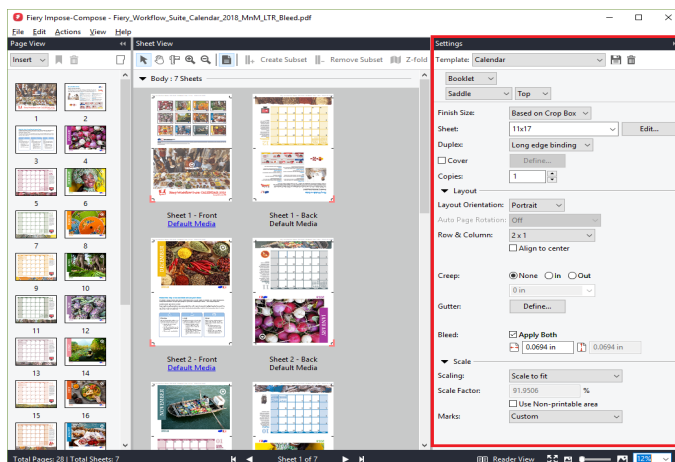 Fiery Impose-Compose - Fiery_Workflow_Suite_Calendar_2018_MnM_LTR_Bleed.pdf
File Edit Actions View Help
Page View
Sheet View
Settings
Insert
Create Subset
Remove Subset
Z-fold
Template: Calendar
Body : 7 Sheets
Booklet
Saddle Top
1 2
Finish Size: Based on Crop Box
Sheet: 11x17 Edit...
3 4
Duplex: Long edge binding
Cover Define...
Copies: 1
5 6
Layout
Sheet 1 - Front Sheet 1 - Back
Default Media Default Media
Layout Orientation: Portrait
Auto Page Rotation: Off
7 8
Row & Column: 2 x 1
Align to center
9 10
Creep: None In Out
0 in
Gutter: Define...
11 12
Bleed: Apply Both
0.0694 in 0.0694 in
Sheet 2 - Front Sheet 2 - Back
Default Media Default Media
Scale
13 14
Scaling: Scale to fit
Scale Factor: 91.9506 %
NOVEMBER
Use Non-printable area
15 16
Marks: Custom
Total Pages: 28 | Total Sheets: 7
Sheet 1 of 7
Reader View
12%